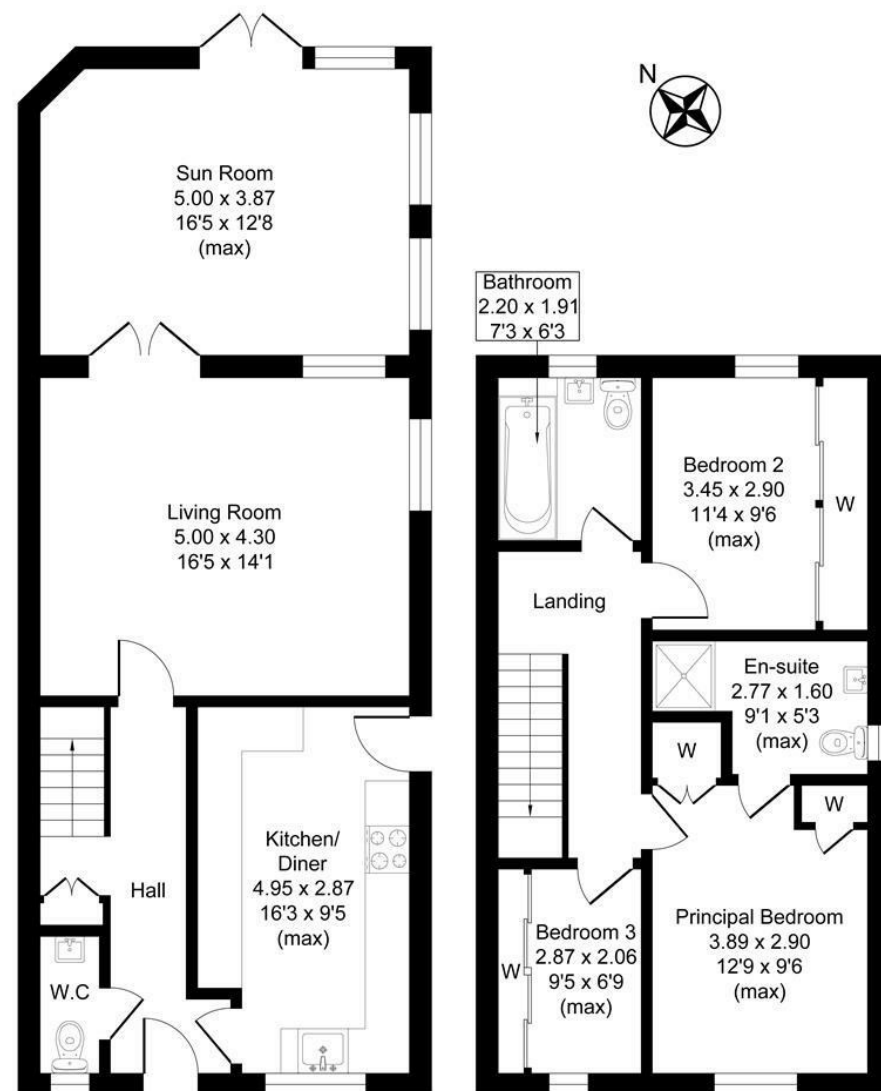 N
Sun Room
5.00 x 3.87
16'5 x 12'8
(max)
Living Room
5.00 x 4.30
16'5 x 14'1
Hall
Kitchen/
Diner
4.95 x 2.87
16'3 x 9'5
(max)
W.C
Bathroom
2.20 x 1.91
7'3 x 6'3
Bedroom 2
3.45 x 2.90
11'4 x 9'6
(max)
W
Landing
En-suite
2.77 x 1.60
9'1 x 5'3
(max)
W
W
Principal Bedroom
3.89 x 2.90
12'9 x 9'6
(max)
Bedroom 3
2.87 x 2.06
9'5 x 6'9
(max)
W